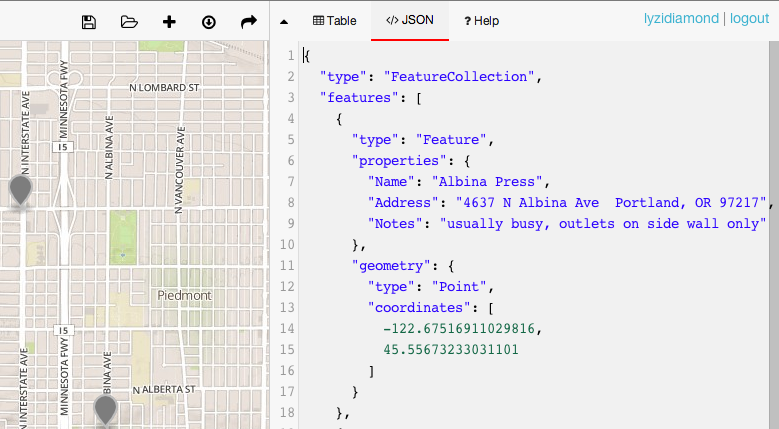 Table
</> JSON
? Help
lyzidiamond | logout
N LOMBARD ST
N INTERSTATE AVE
MINNESOTA FWY
N ALBINA AVE
N VANCOUVER AVE
I 5
Piedmont
I 5
N INTERSTATE AVE
MINNESOTA FWY
BINA AVE
N ALBERTA ST
1 {
2 "type": "FeatureCollection",
3 "features": [
4 {
5 "type": "Feature",
6 "properties": {
7 "Name": "Albina Press",
8 "Address": "4637 N Albina Ave  Portland, OR 97217",
9 "Notes": "usually busy, outlets on side wall only"
10 },
11 "geometry": {
12 "type": "Point",
13 "coordinates": [
14 -122.67516911029816,
15 45.55673233031101
16 ]
17 }
18 },